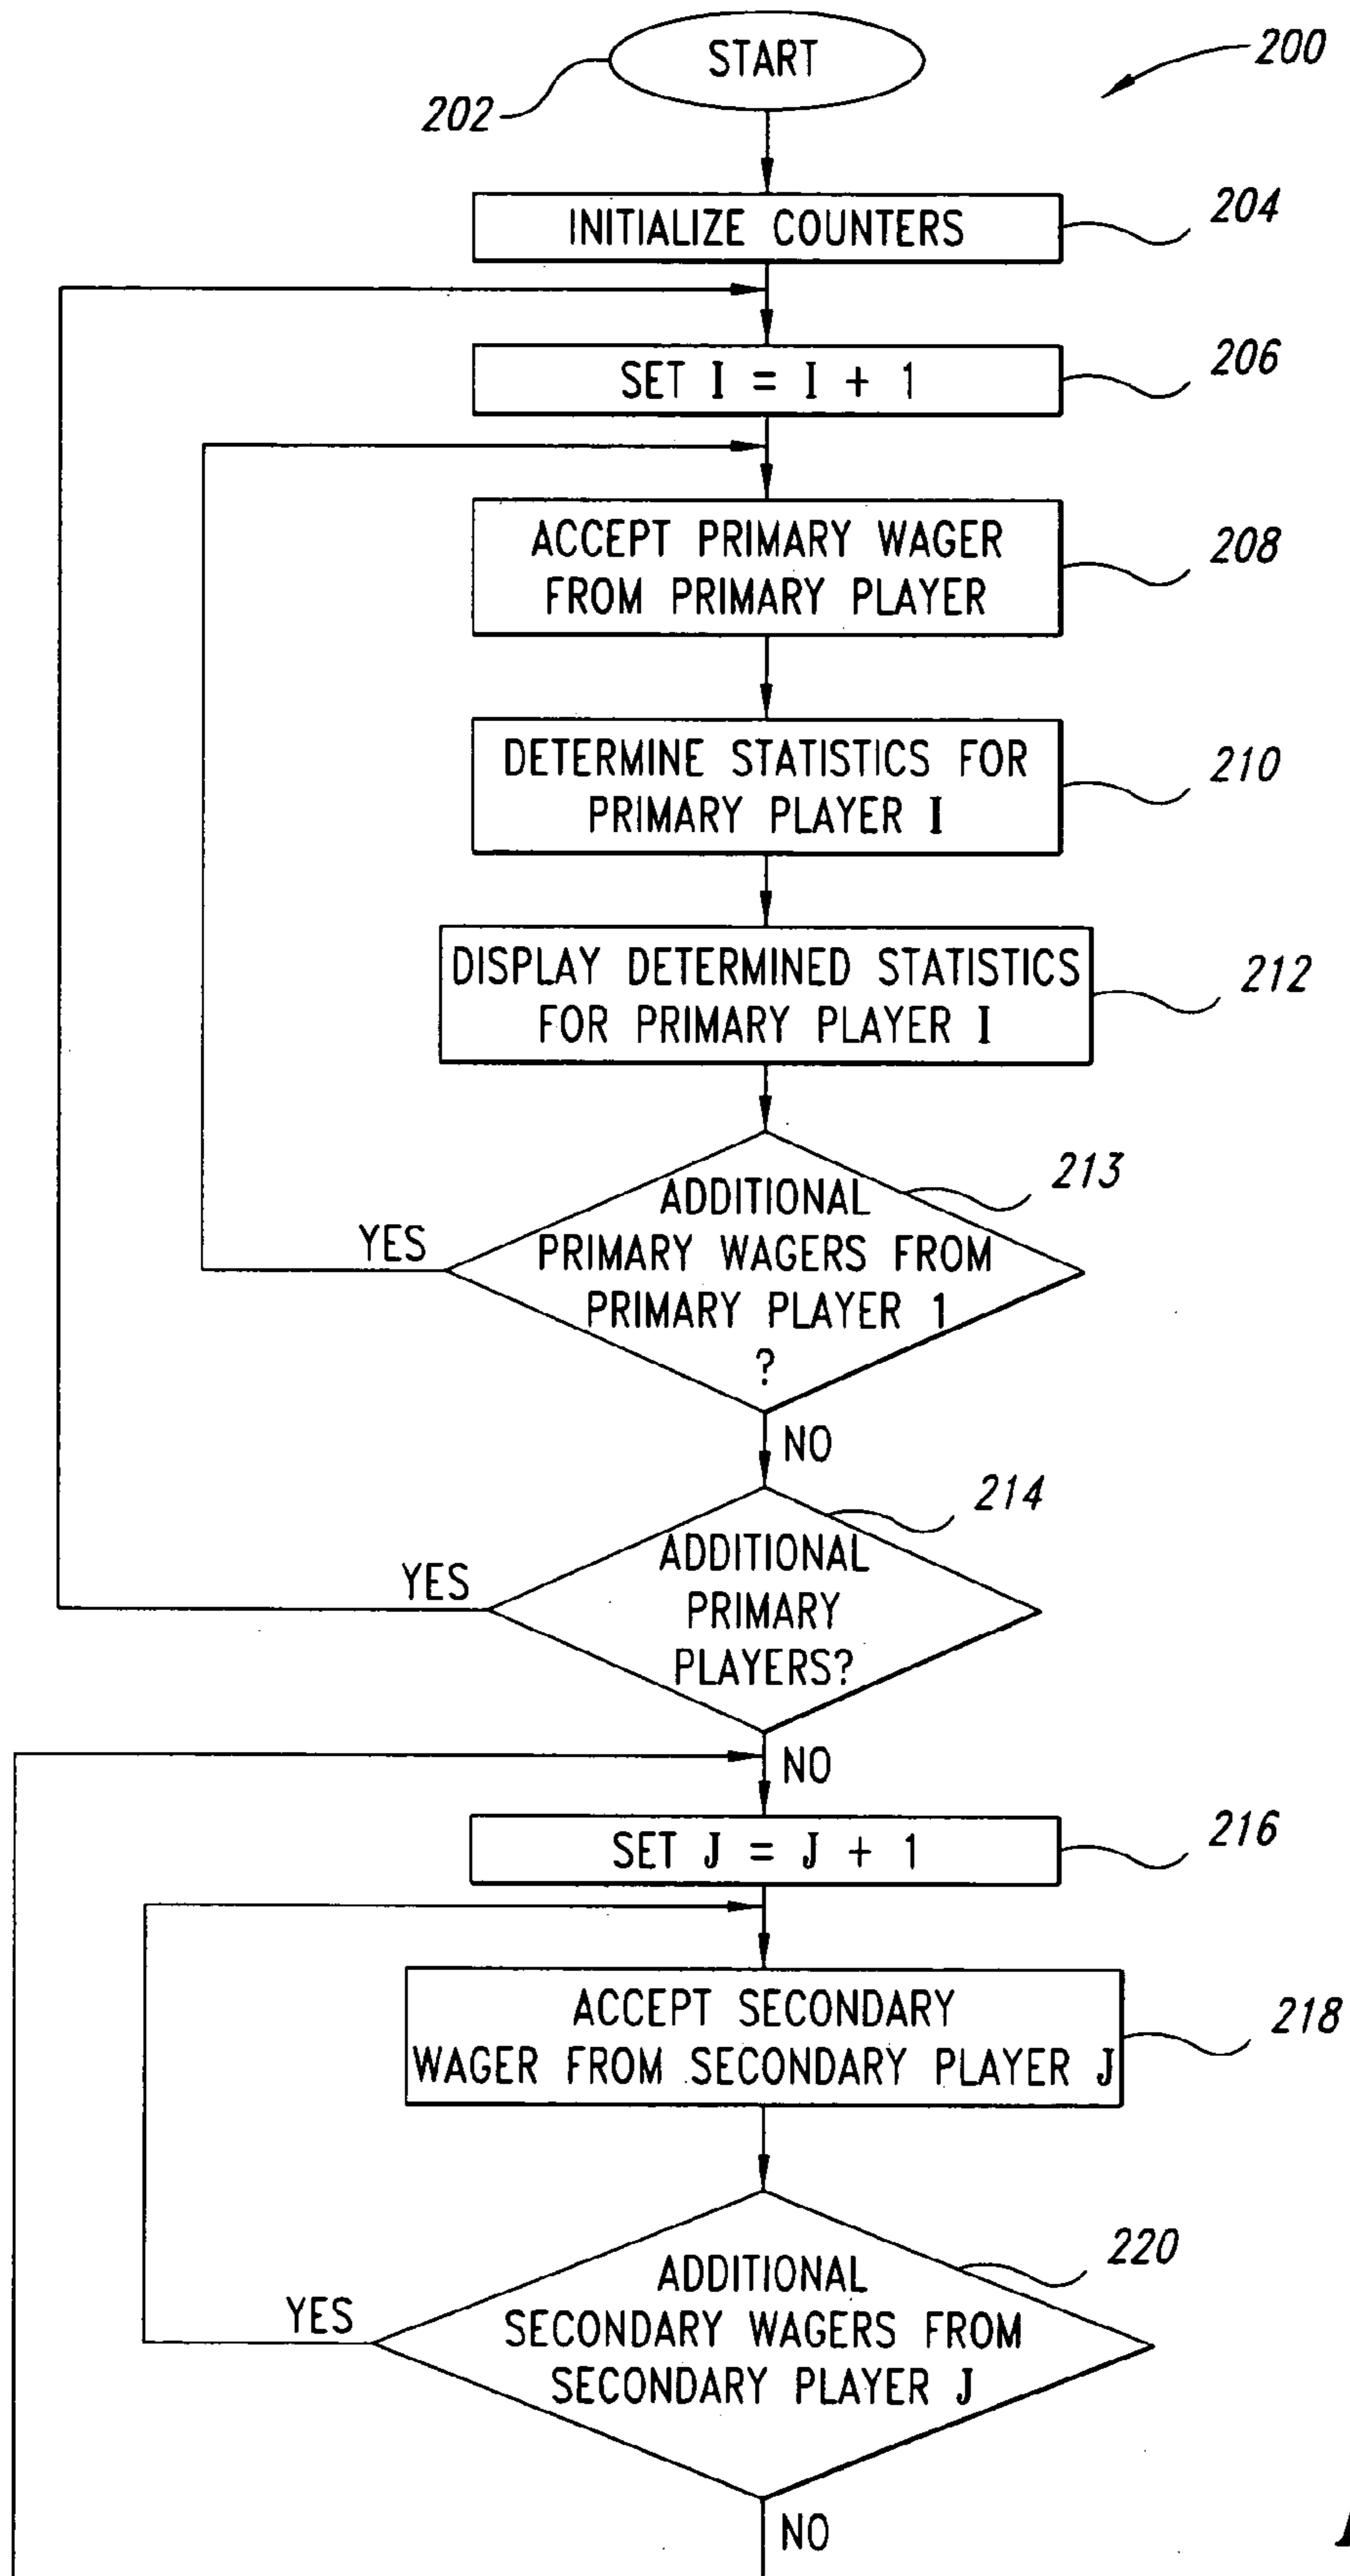 START
200
202
INITIALIZE COUNTERS
204
SET I = I + 1
206
ACCEPT PRIMARY WAGER
FROM PRIMARY PLAYER
208
DETERMINE STATISTICS FOR
PRIMARY PLAYER I
210
DISPLAY DETERMINED STATISTICS
FOR PRIMARY PLAYER I
212
213
ADDITIONAL
PRIMARY WAGERS FROM
PRIMARY PLAYER 1
?
YES
NO
214
ADDITIONAL
PRIMARY
PLAYERS?
YES
NO
SET J = J + 1
216
ACCEPT SECONDARY
WAGER FROM SECONDARY PLAYER J
218
220
ADDITIONAL
SECONDARY WAGERS FROM
SECONDARY PLAYER J
YES
NO